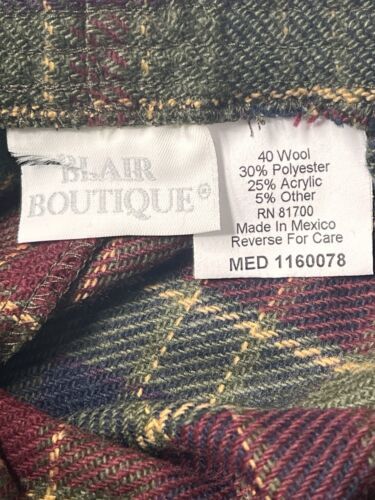 BLAIR
BOUTIQUE®
40 Wool
30% Polyester
25% Acrylic
5% Other
RN 81700
Made In Mexico
Reverse For Care
MED 1160078